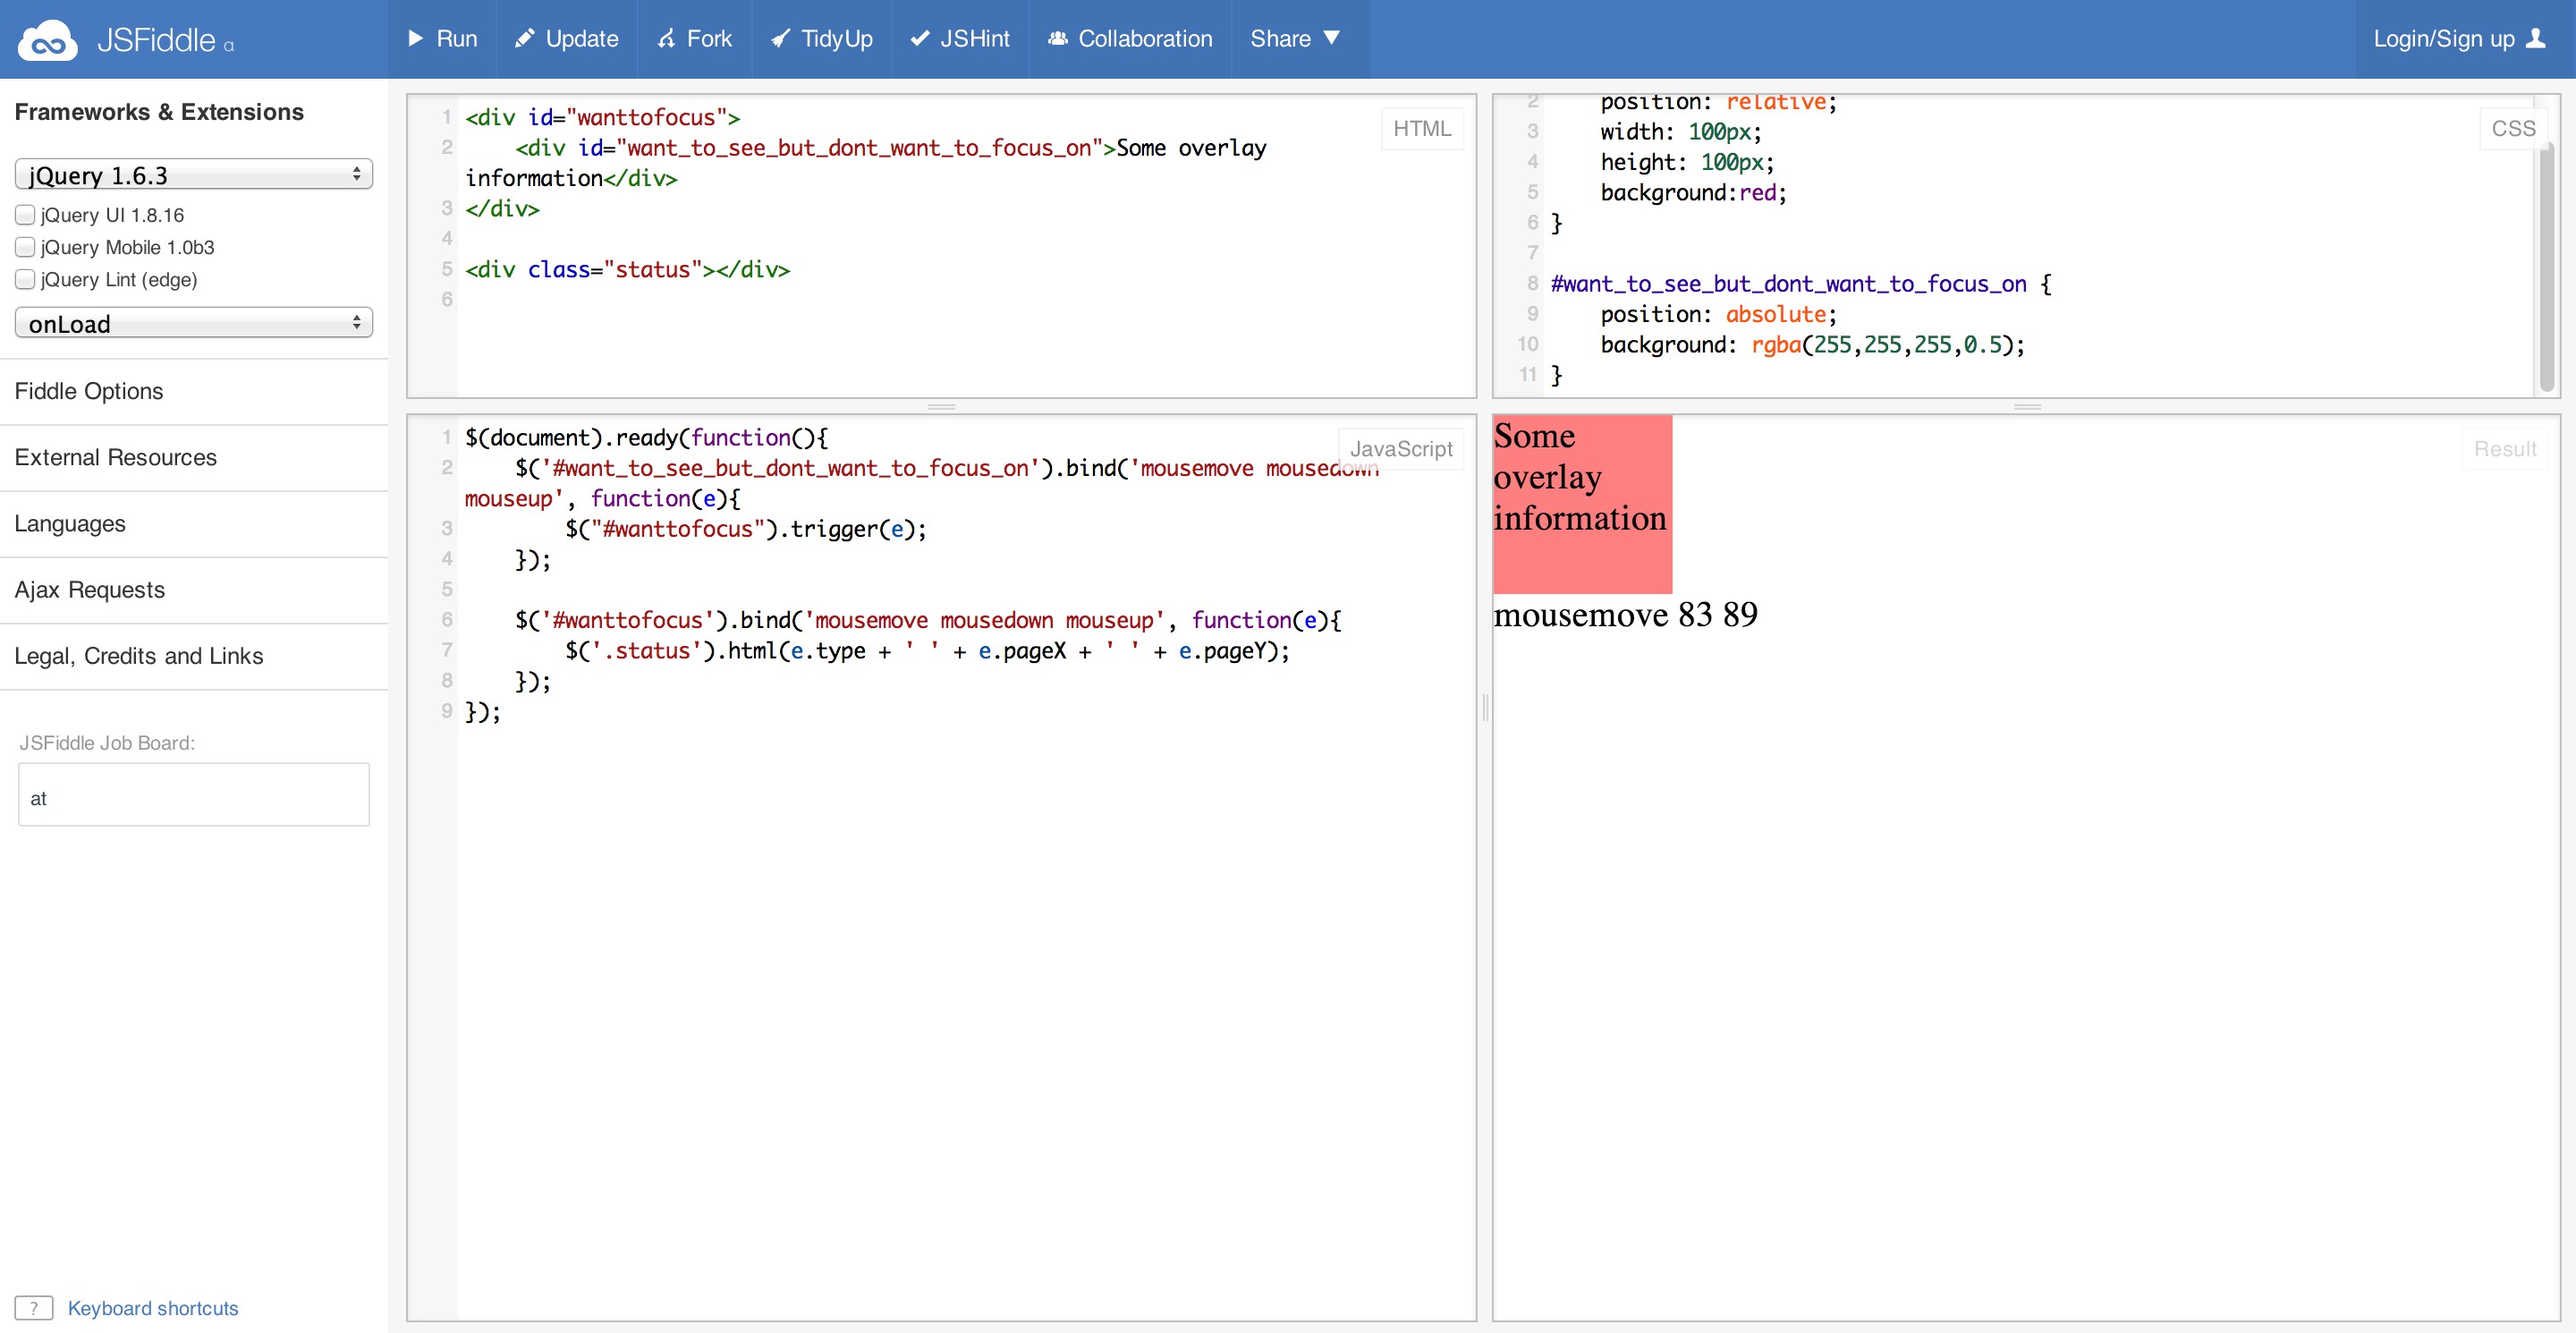 JSFiddle α
Run
Update
Fork
TidyUp
JSHint
Collaboration
Share ▼
Login/Sign up
Frameworks & Extensions
jQuery 1.6.3
jQuery UI 1.8.16
jQuery Mobile 1.0b3
jQuery Lint (edge)
onLoad
Fiddle Options
External Resources
Languages
Ajax Requests
Legal, Credits and Links
JSFiddle Job Board:
at
? Keyboard shortcuts
HTML
1 <div id="wanttofocus">
2     <div id="want_to_see_but_dont_want_to_focus_on">Some overlay
information</div>
3 </div>
4
5 <div class="status"></div>
6
CSS
2     position: relative;
3     width: 100px;
4     height: 100px;
5     background:red;
6 }
7
8 #want_to_see_but_dont_want_to_focus_on {
9     position: absolute;
10     background: rgba(255,255,255,0.5);
11 }
JavaScript
1 $(document).ready(function(){
2     $('#want_to_see_but_dont_want_to_focus_on').bind('mousemove mousedown
mouseup', function(e){
3         $("#wanttofocus").trigger(e);
4     });
5
6     $('#wanttofocus').bind('mousemove mousedown mouseup', function(e){
7         $('.status').html(e.type + ' ' + e.pageX + ' ' + e.pageY);
8     });
9 });
Result
Some
overlay
information
mousemove 83 89